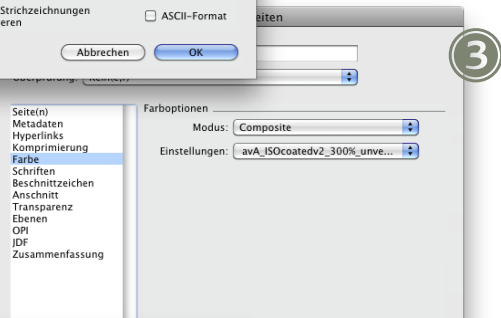 Strichzeichnungen
eren
ASCII-Format
eiten
Abbrechen
OK
3
Seite(n)
Metadaten
Hyperlinks
Komprimierung
Farbe
Schriften
Beschnittzeichen
Anschnitt
Transparenz
Ebenen
OPI
JDF
Zusammenfassung
Farboptionen
Modus: Composite
Einstellungen: avA_ISOcoatedv2_300%_unve...